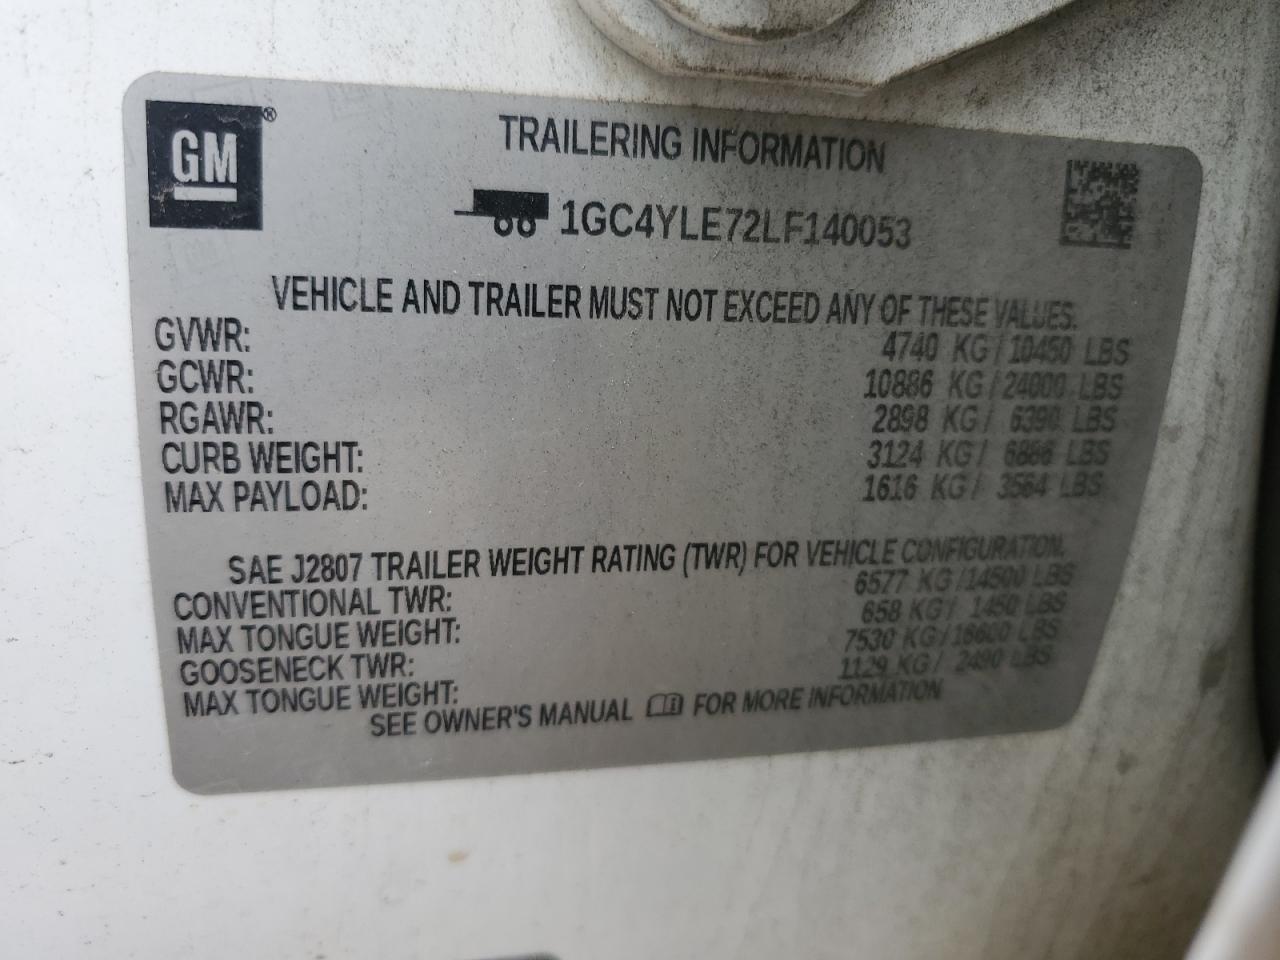 GM ®
TRAILERING INFORMATION
1GC4YLE72LF140053
VEHICLE AND TRAILER MUST NOT EXCEED ANY OF THESE VALUES.
GVWR: 4740 KG / 10450 LBS
GCWR: 10886 KG / 24000 LBS
RGAWR: 2898 KG / 6390 LBS
CURB WEIGHT: 3124 KG / 6886 LBS
MAX PAYLOAD: 1616 KG / 3564 LBS
SAE J2807 TRAILER WEIGHT RATING (TWR) FOR VEHICLE CONFIGURATION.
CONVENTIONAL TWR: 6577 KG / 14500 LBS
MAX TONGUE WEIGHT: 658 KG / 1450 LBS
GOOSENECK TWR: 7530 KG / 16600 LBS
MAX TONGUE WEIGHT: 1129 KG / 2490 LBS
SEE OWNER'S MANUAL FOR MORE INFORMATION